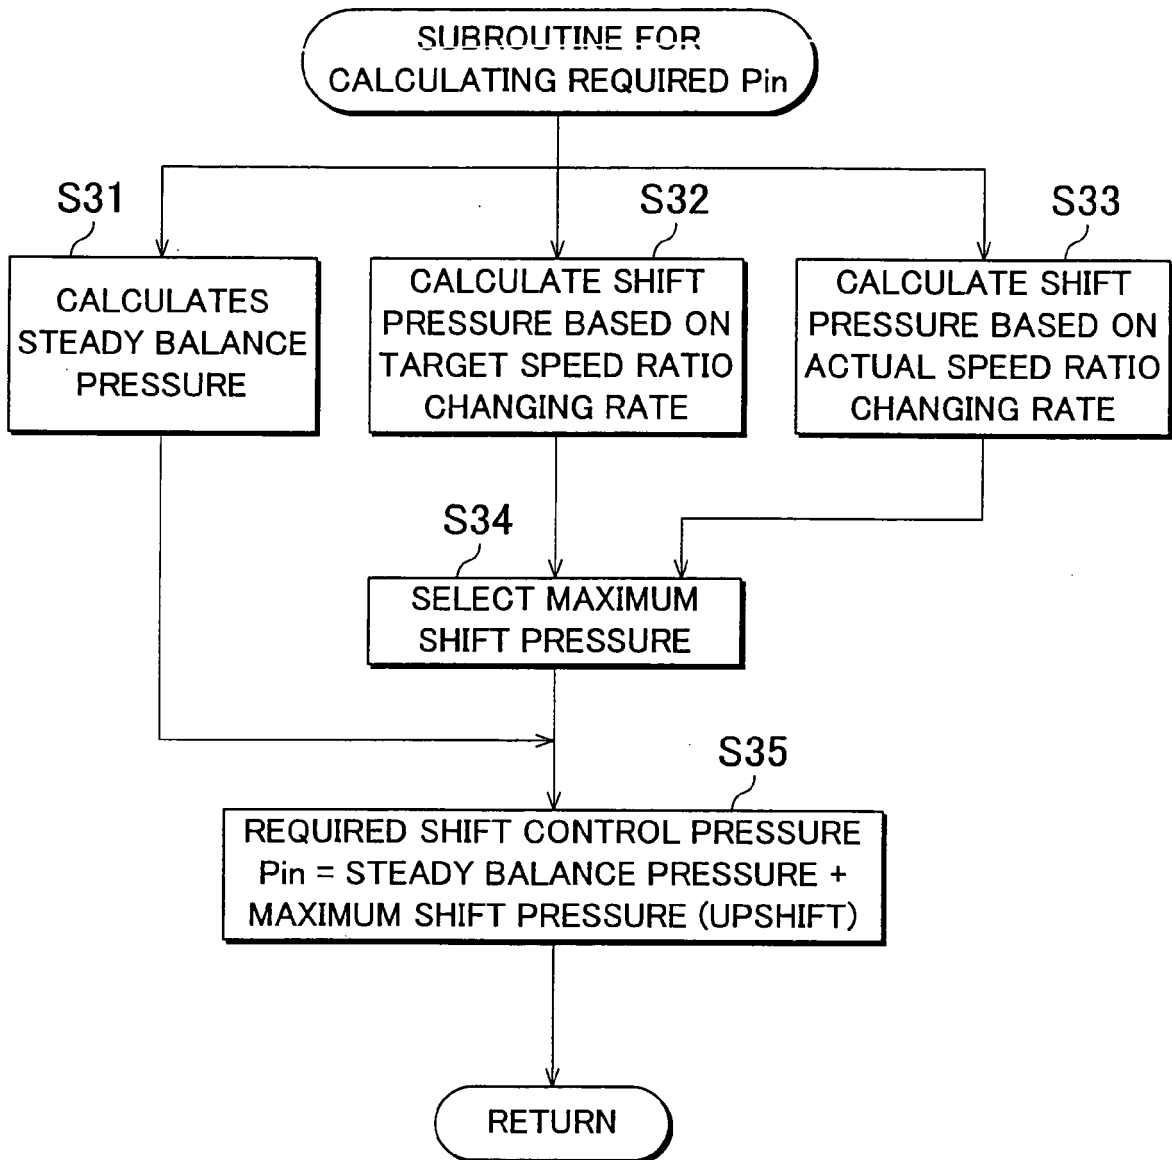 SUBROUTINE FOR
CALCULATING REQUIRED Pin
S31
CALCULATES
STEADY BALANCE
PRESSURE
S32
CALCULATE SHIFT
PRESSURE BASED ON
TARGET SPEED RATIO
CHANGING RATE
S33
CALCULATE SHIFT
PRESSURE BASED ON
ACTUAL SPEED RATIO
CHANGING RATE
S34
SELECT MAXIMUM
SHIFT PRESSURE
S35
REQUIRED SHIFT CONTROL PRESSURE
Pin = STEADY BALANCE PRESSURE +
MAXIMUM SHIFT PRESSURE (UPSHIFT)
RETURN